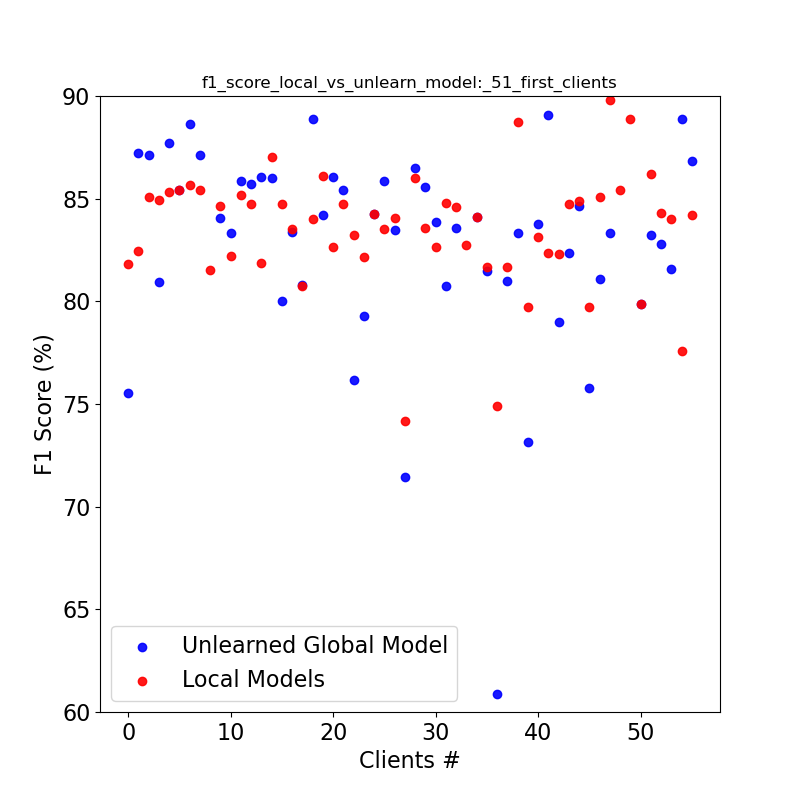 f1_score_local_vs_unlearn_model:_51_first_clients
90
85
80
75
70
65
60
F1 Score (%)
Unlearned Global Model
Local Models
0 10 20 30 40 50
Clients #